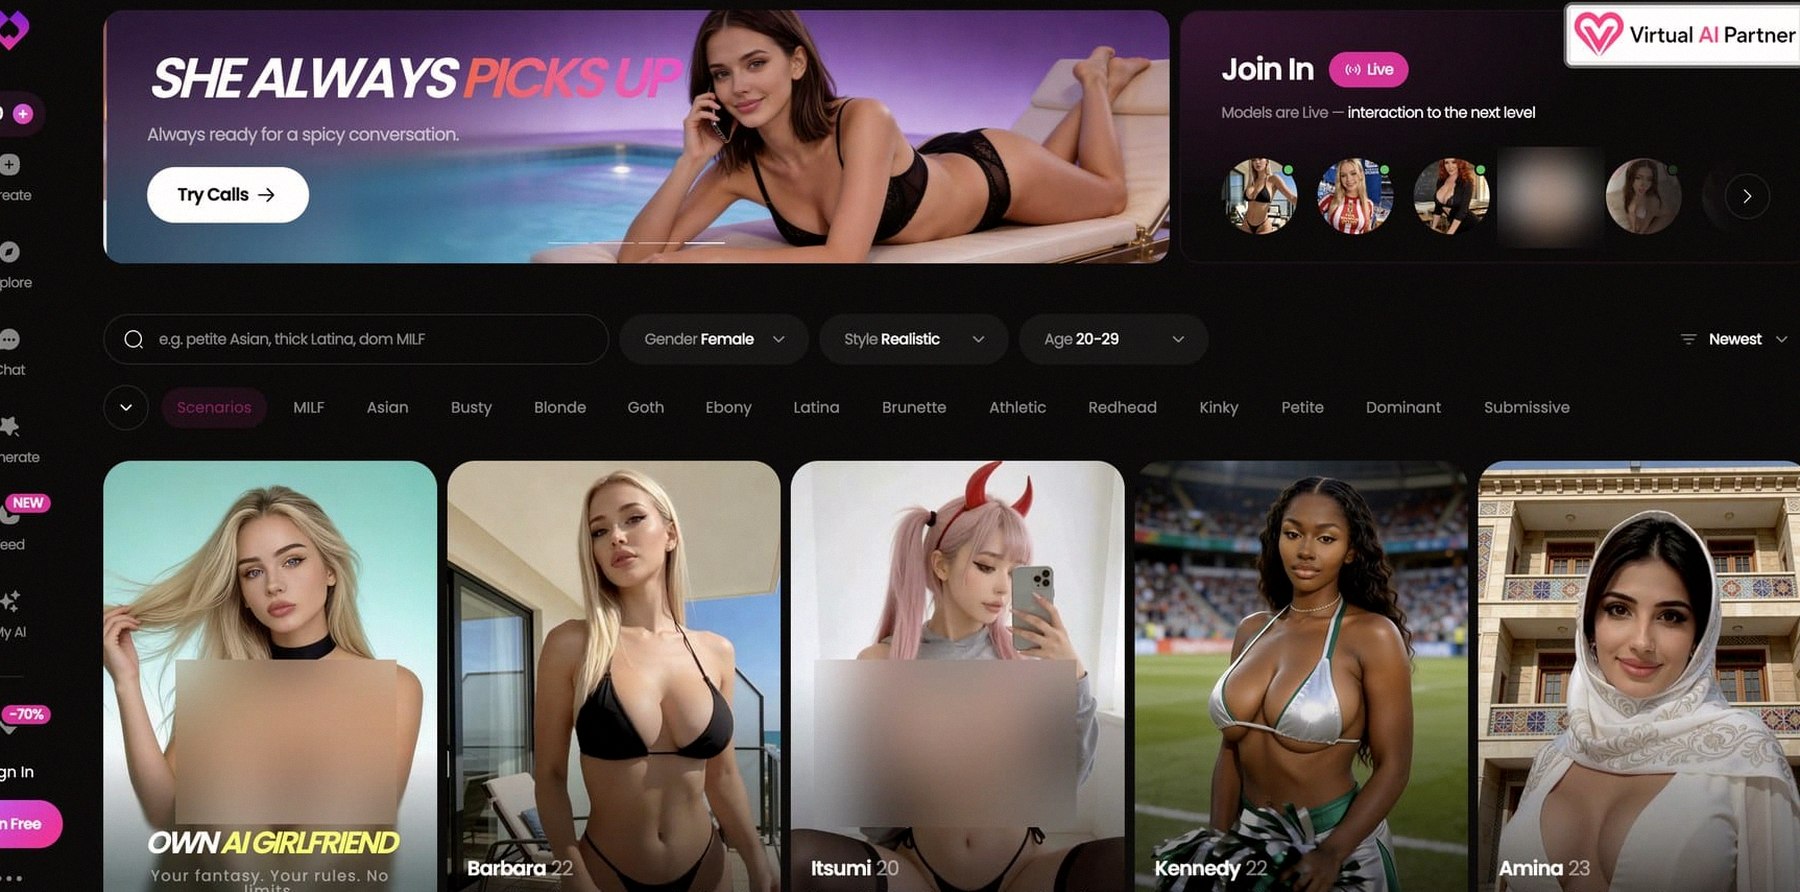 SHE ALWAYS PICKS UP
Always ready for a spicy conversation.
Try Calls →
Join In Live
Models are Live — interaction to the next level
Virtual AI Partner
reate
plore
Chat
nerate
NEW
eed
My AI
-70%
gn In
n Free
e.g. petite Asian, thick Latina, dom MILF
Gender Female
Style Realistic
Age 20-29
Newest
Scenarios MILF Asian Busty Blonde Goth Ebony Latina Brunette Athletic Redhead Kinky Petite Dominant Submissive
OWN AI GIRLFRIEND
Your fantasy. Your rules. No
limits.
Barbara 22
Itsumi 20
Kennedy 22
Amina 23